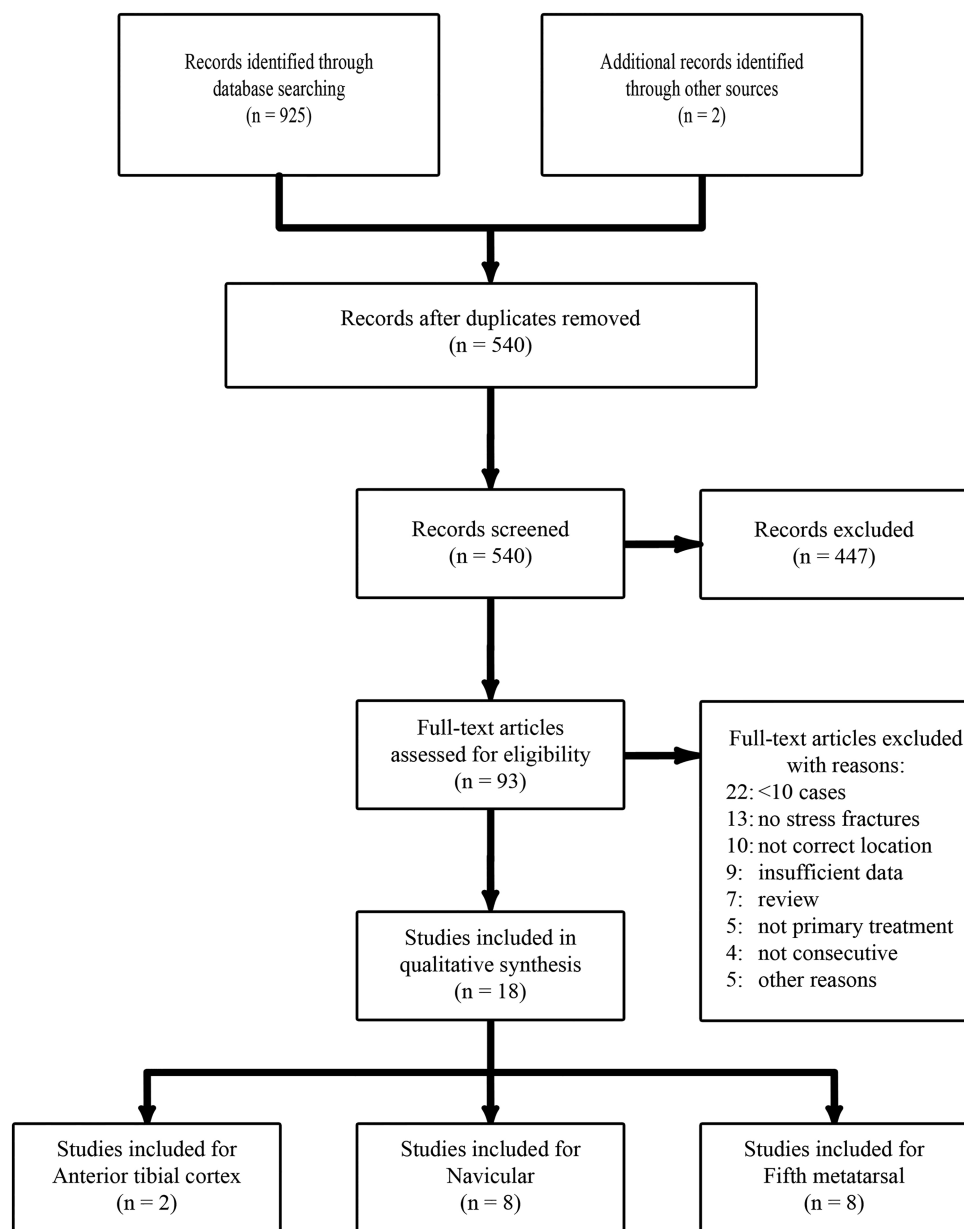 Records identified through
database searching
(n = 925)
Additional records identified
through other sources
(n = 2)
Records after duplicates removed
(n = 540)
Records screened
(n = 540)
Records excluded
(n = 447)
Full-text articles
assessed for eligibility
(n = 93)
Full-text articles excluded
with reasons:
22: <10 cases
13: no stress fractures
10: not correct location
9: insufficient data
7: review
5: not primary treatment
4: not consecutive
5: other reasons
Studies included in
qualitative synthesis
(n = 18)
Studies included for
Anterior tibial cortex
(n = 2)
Studies included for
Navicular
(n = 8)
Studies included for
Fifth metatarsal
(n = 8)